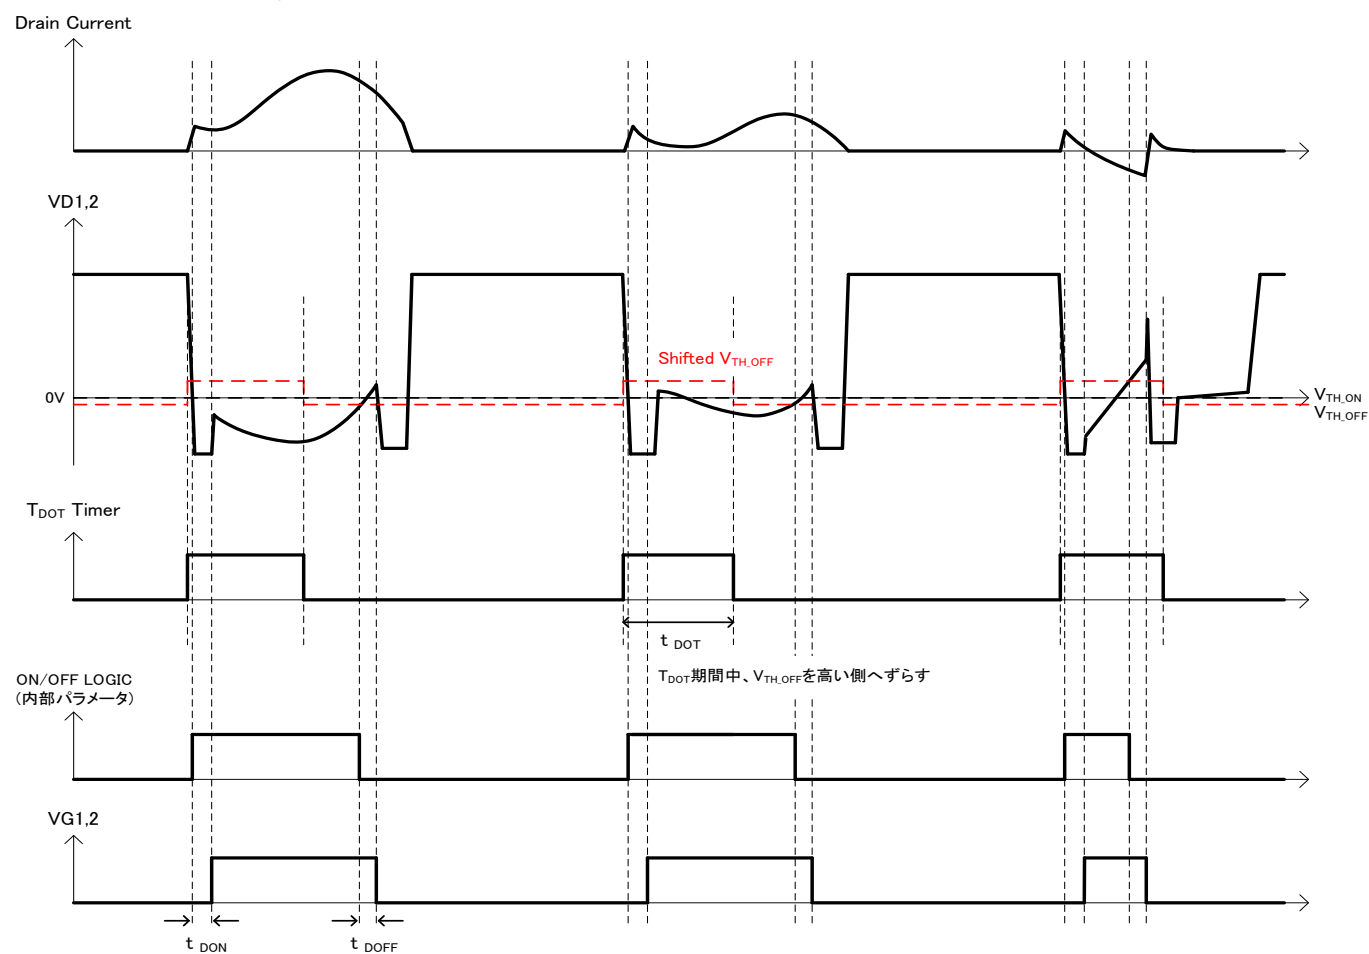 Drain Current
VD1,2
Shifted VTH_OFF
0V
VTH_ON
VTH_OFF
TDOT Timer
t DOT
TDOT期間中、VTH_OFFを高い側へずらす
ON/OFF LOGIC
(内部パラメータ)
VG1,2
t DON
t DOFF